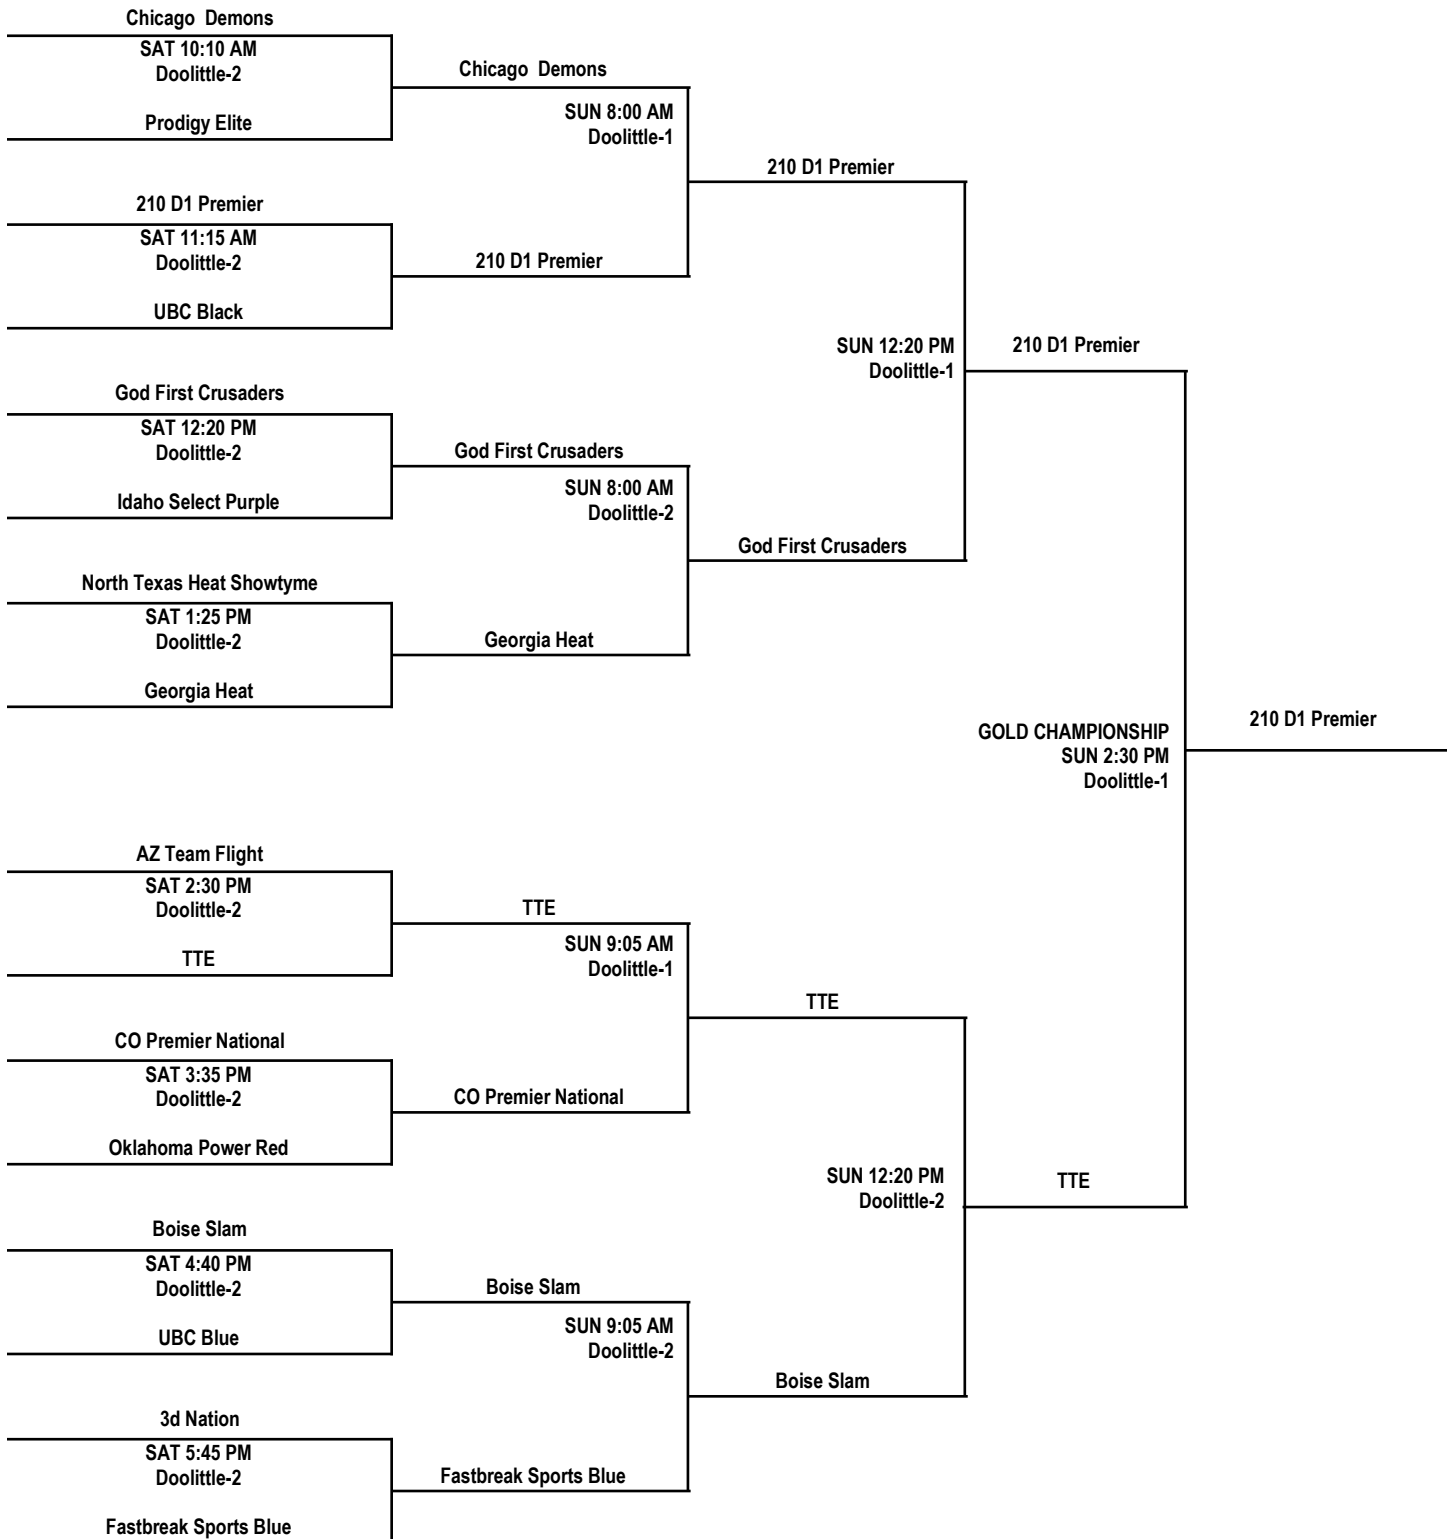 Chicago  Demons
SAT 10:10 AM
Doolittle-2
Prodigy Elite
Chicago  Demons
SUN 8:00 AM
Doolittle-1
210 D1 Premier
SAT 11:15 AM
Doolittle-2
UBC Black
210 D1 Premier
210 D1 Premier
God First Crusaders
SAT 12:20 PM
Doolittle-2
Idaho Select Purple
God First Crusaders
SUN 8:00 AM
Doolittle-2
North Texas Heat Showtyme
SAT 1:25 PM
Doolittle-2
Georgia Heat
Georgia Heat
God First Crusaders
SUN 12:20 PM
Doolittle-1
210 D1 Premier
GOLD CHAMPIONSHIP
SUN 2:30 PM
Doolittle-1
210 D1 Premier
AZ Team Flight
SAT 2:30 PM
Doolittle-2
TTE
TTE
SUN 9:05 AM
Doolittle-1
CO Premier National
SAT 3:35 PM
Doolittle-2
Oklahoma Power Red
CO Premier National
TTE
Boise Slam
SAT 4:40 PM
Doolittle-2
UBC Blue
Boise Slam
SUN 9:05 AM
Doolittle-2
3d Nation
SAT 5:45 PM
Doolittle-2
Fastbreak Sports Blue
Fastbreak Sports Blue
Boise Slam
SUN 12:20 PM
Doolittle-2
TTE